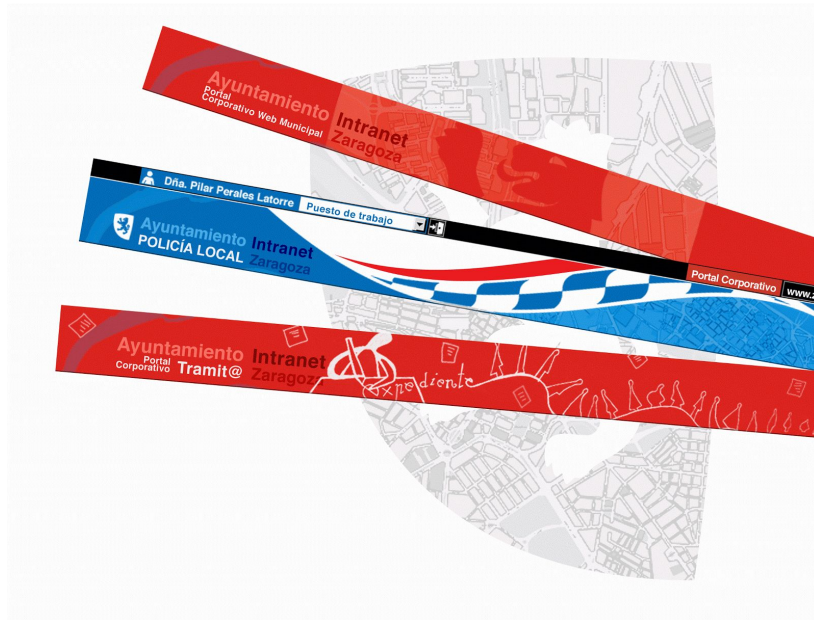 Ayuntamiento
Portal
Corporativo Web Municipal
Intranet
Zaragoza
Dña. Pilar Perales Latorre
Puesto de trabajo
Portal Corporativo
www.
Ayuntamiento Intranet
POLICÍA LOCAL Zaragoza
Ayuntamiento Intranet
Portal
Corporativo Tramit@ Zaragoza
expediente